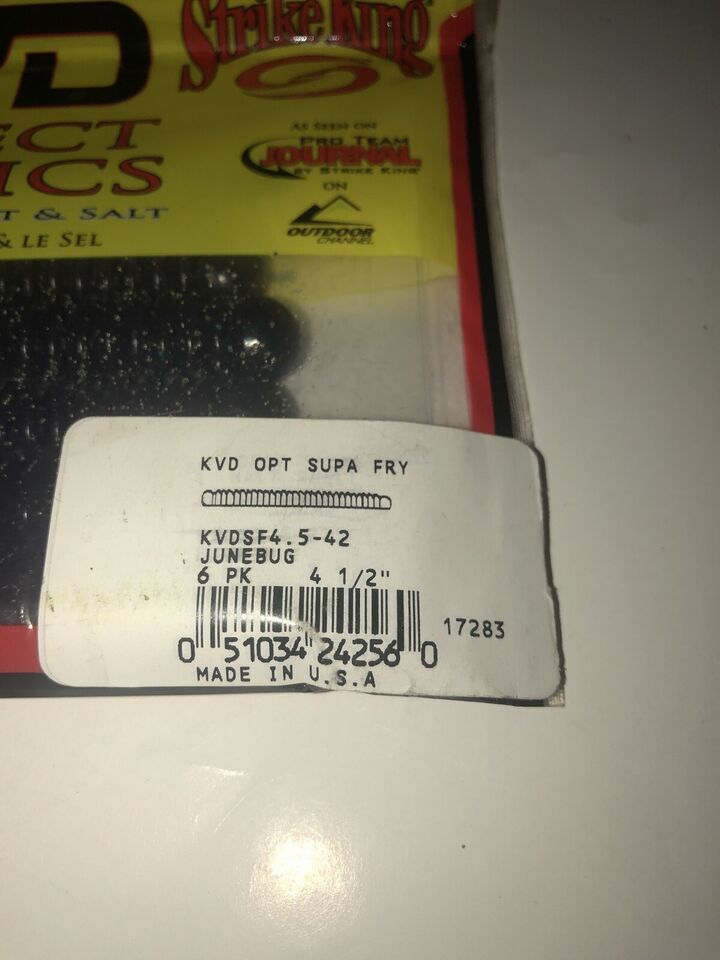 VD
Strike King
ECT
ICS
T & SALT
& LE SEL
AS SEEN ON
PRO TEAM
JOURNAL
BY STRIKE KING
ON
OUTDOOR
CHANNEL
KVD OPT SUPA FRY
KVDSF4.5-42
JUNEBUG
6 PK 4 1/2"
17283
0 51034 24256 0
MADE IN U.S.A